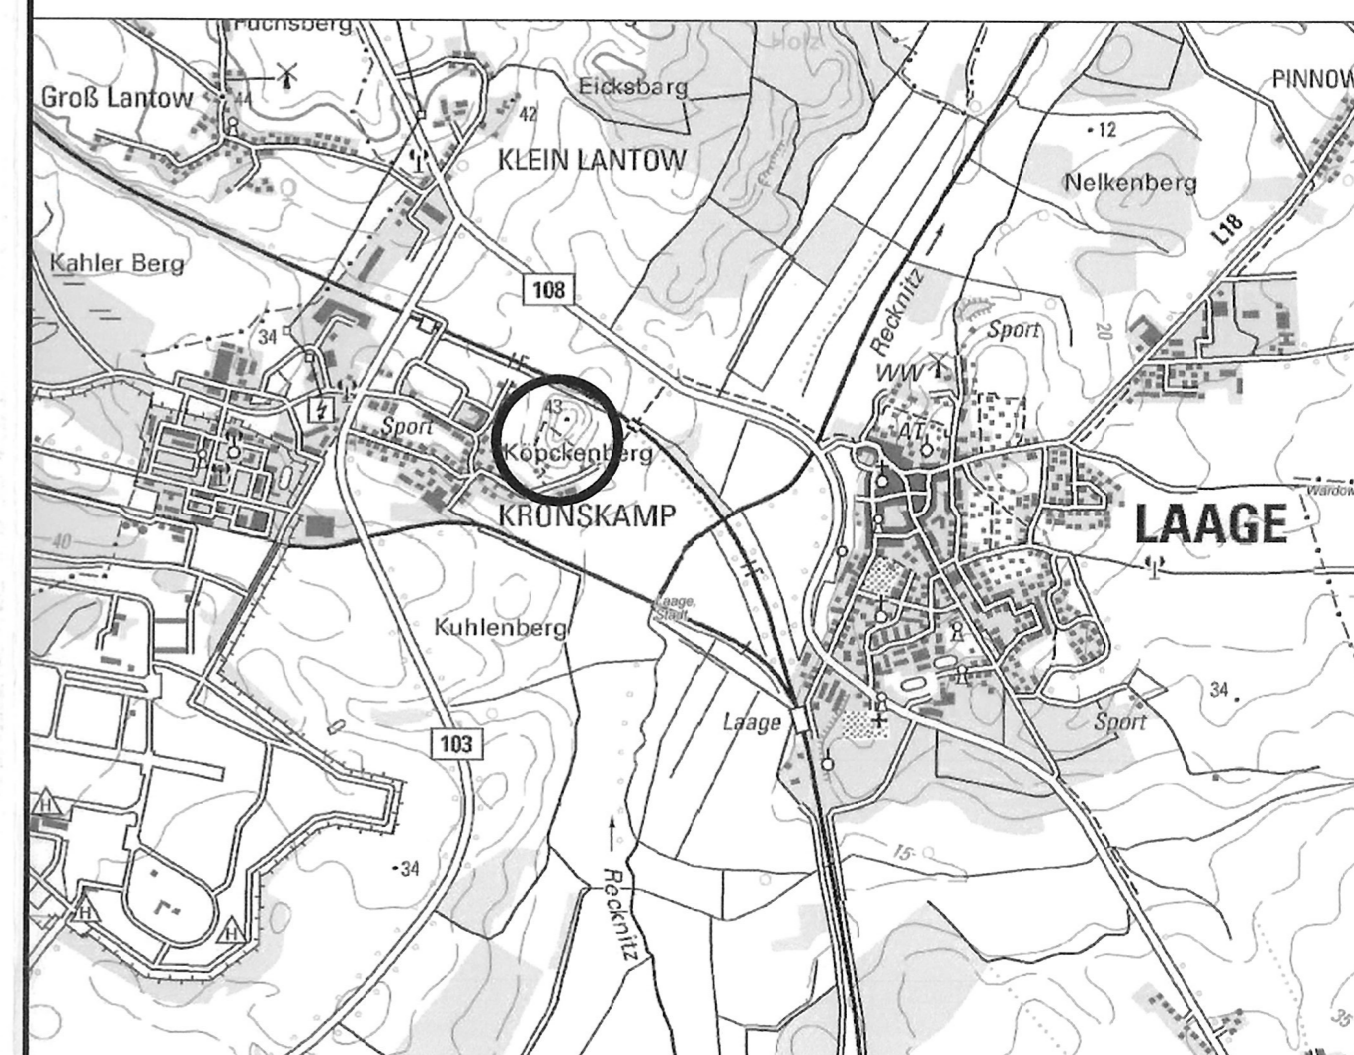 Fuchsberg
Holz
Eicksbarg
PINNOW
Groß Lantow
44
42
12
KLEIN LANTOW
Nelkenberg
L18
Kahler Berg
108
Recknitz
34
Sport
20
WW
43
Sport
AT
Köpckenberg
KRONSKAMP
LAAGE
Wardow
40
Laage,
Stadt
Kuhlenberg
34
Laage
Sport
103
H
34
15
H
H
Recknitz
35